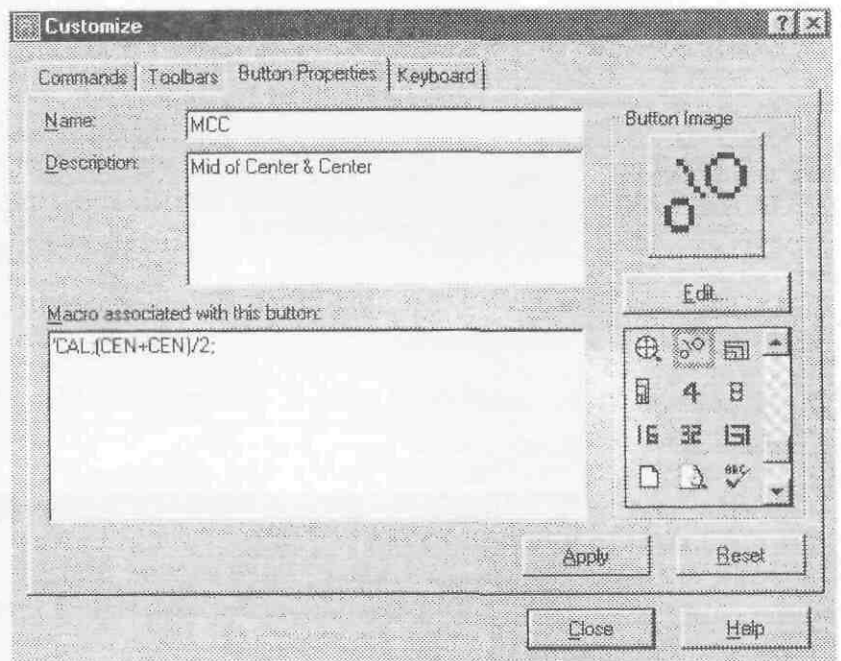 Customize
Commands Toolbars Button Properties Keyboard
Name: MCC
Description: Mid of Center & Center
Button Image
Edit...
Macro associated with this button:
'CAL;(CEN+CEN)/2;
4 8
16 32
ABC
Apply Reset
Close Help